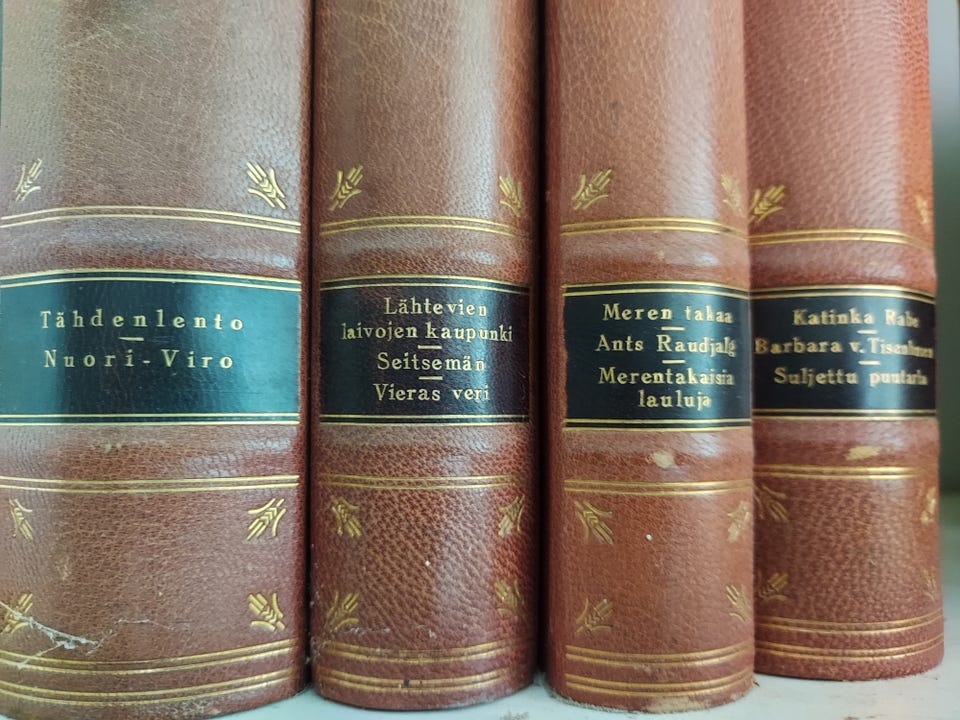 Tähdenlento
Nuori-Viro
Lähtevien
laivojen kaupunki
Seitsemän
Vieras veri
Meren takaa
Ants Raudjalg
Merentakaisia
lauluja
Katinka Rabe
Barbara v. Tisenhusen
Suljettu puutarha